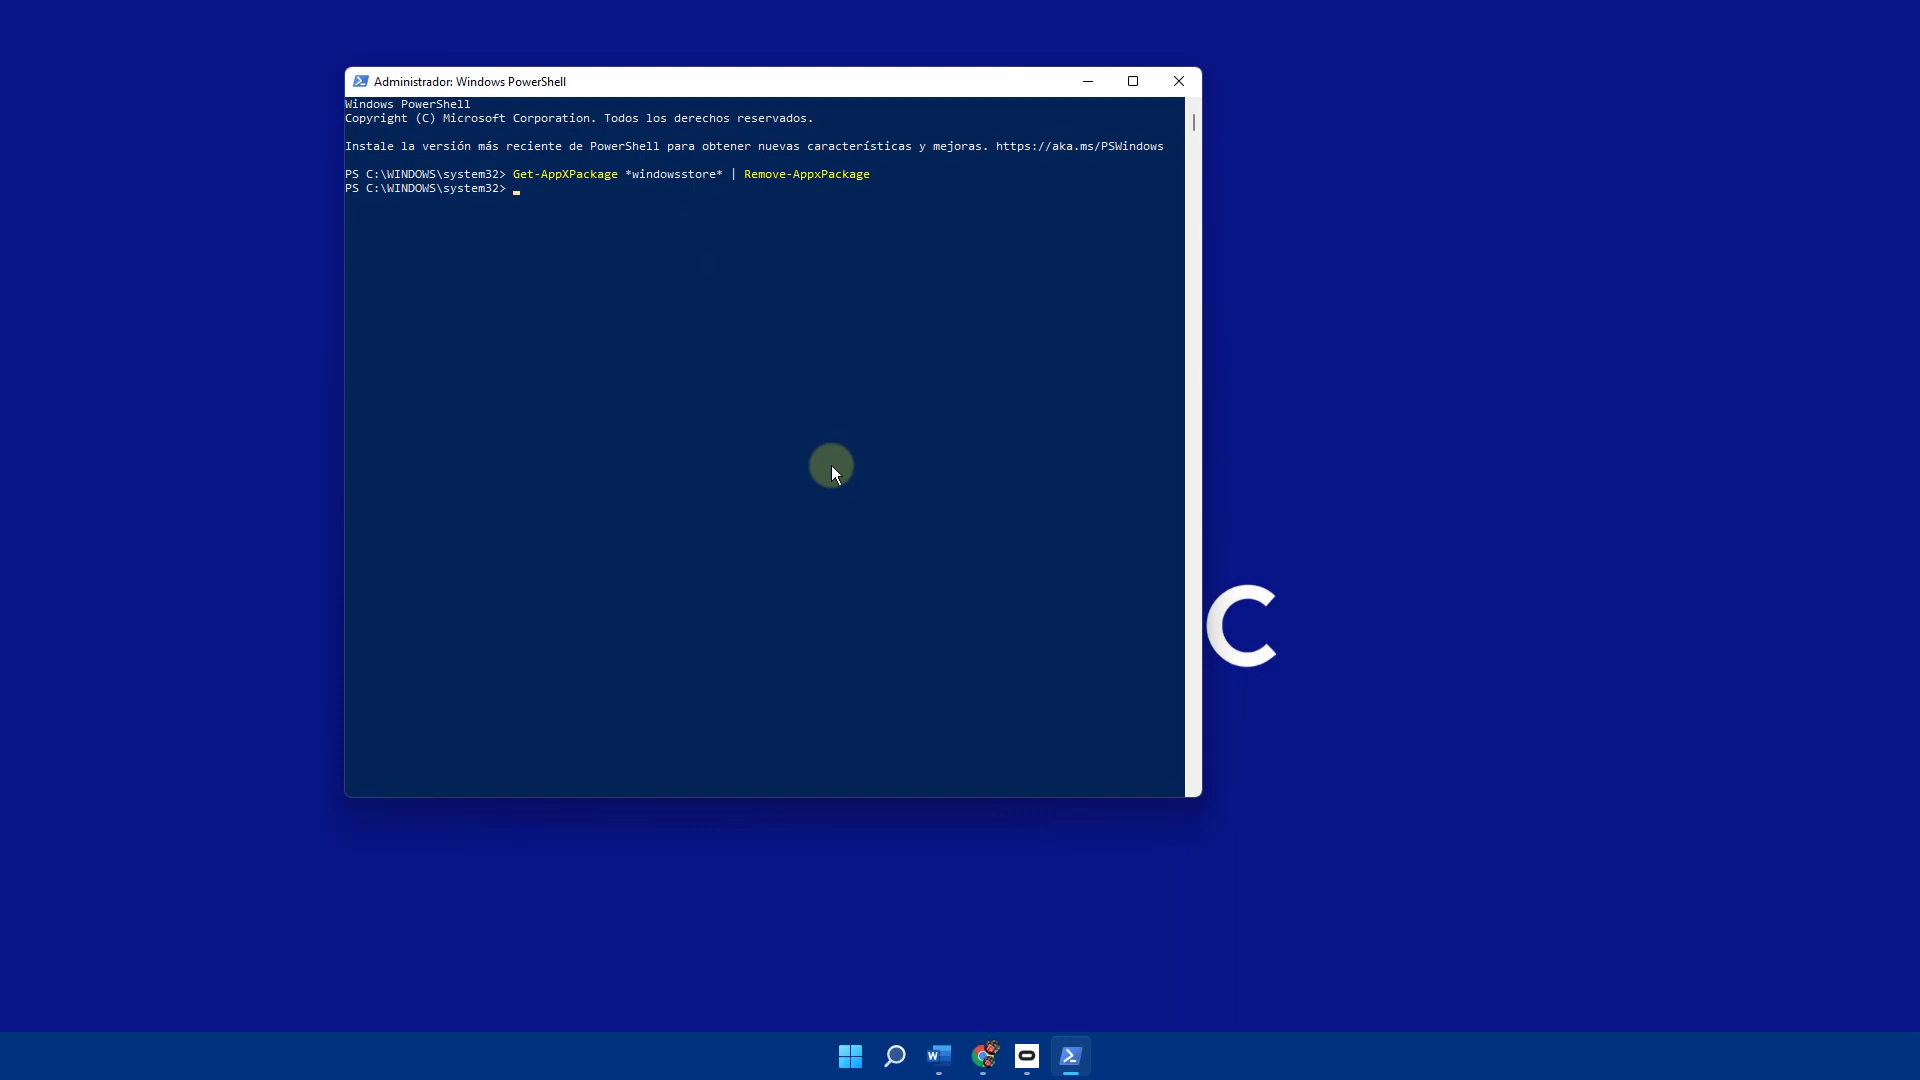 Administrador: Windows PowerShell
Windows PowerShell
Copyright (C) Microsoft Corporation. Todos los derechos reservados.
Instale la versión más reciente de PowerShell para obtener nuevas características y mejoras. https://aka.ms/PSWindows
PS C:\WINDOWS\system32> Get-AppXPackage *windowsstore* | Remove-AppxPackage
PS C:\WINDOWS\system32>
C